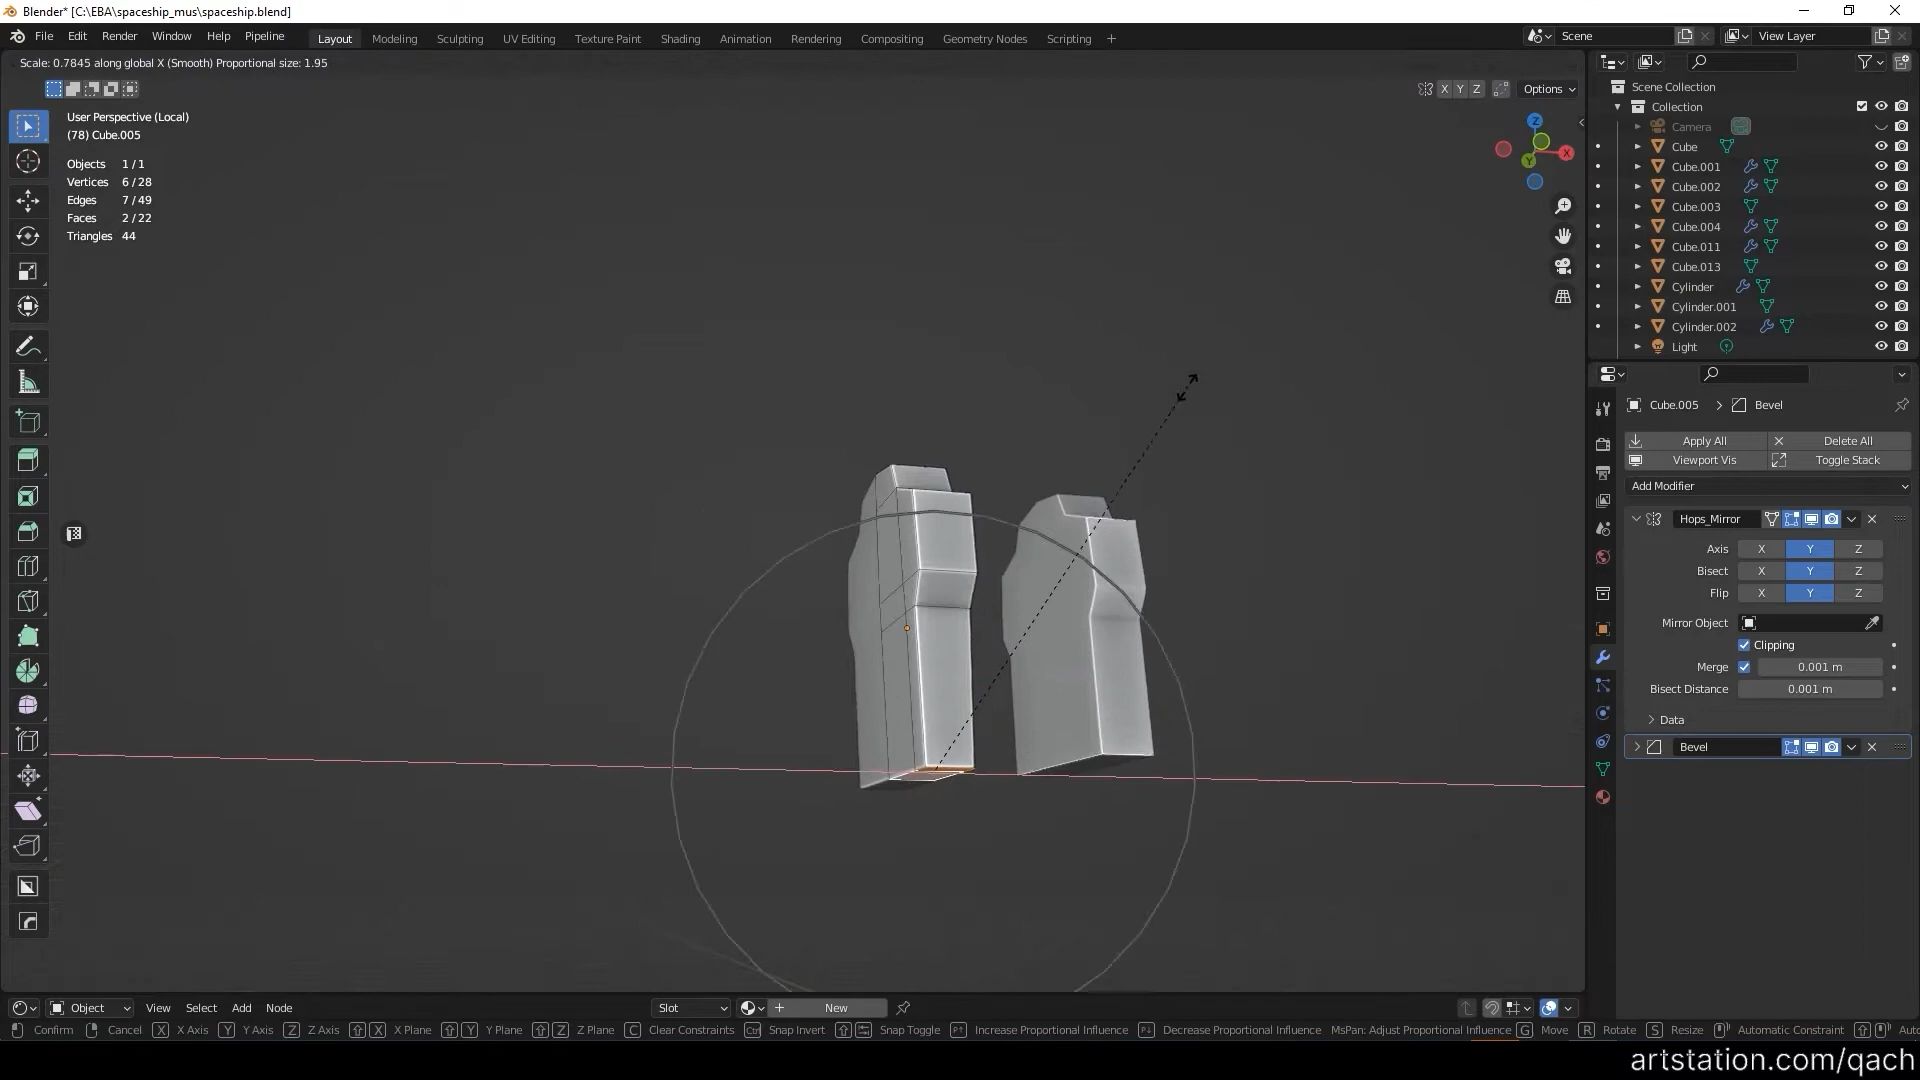 Blender* [C:\EBA\spaceship_mus\spaceship.blend]
File Edit Render Window Help Pipeline Layout Modeling Sculpting UV Editing Texture Paint Shading Animation Rendering Compositing Geometry Nodes Scripting + Scene View Layer
Scale: 0.7845 along global X (Smooth) Proportional size: 1.95
X Y Z Options
User Perspective (Local)
(78) Cube.005
Objects 1 / 1
Vertices 6 / 28
Edges 7 / 49
Faces 2 / 22
Triangles 44
Z
X
Y
Scene Collection
Collection
Camera
Cube
Cube.001
Cube.002
Cube.003
Cube.004
Cube.011
Cube.013
Cylinder
Cylinder.001
Cylinder.002
Light
Cube.005 > Bevel
Apply All Delete All
Viewport Vis Toggle Stack
Add Modifier
Hops_Mirror
Axis X Y Z
Bisect X Y Z
Flip X Y Z
Mirror Object
Clipping
Merge 0.001 m
Bisect Distance 0.001 m
Data
Bevel
Object View Select Add Node Slot New
Confirm Cancel X X Axis Y Y Axis Z Z Axis X X Plane Y Y Plane Z Z Plane C Clear Constraints Ctrl Snap Invert Snap Toggle Increase Proportional Influence Decrease Proportional Influence MsPan: Adjust Proportional Influence G Move R Rotate S Resize Automatic Constraint
artstation.com/qach